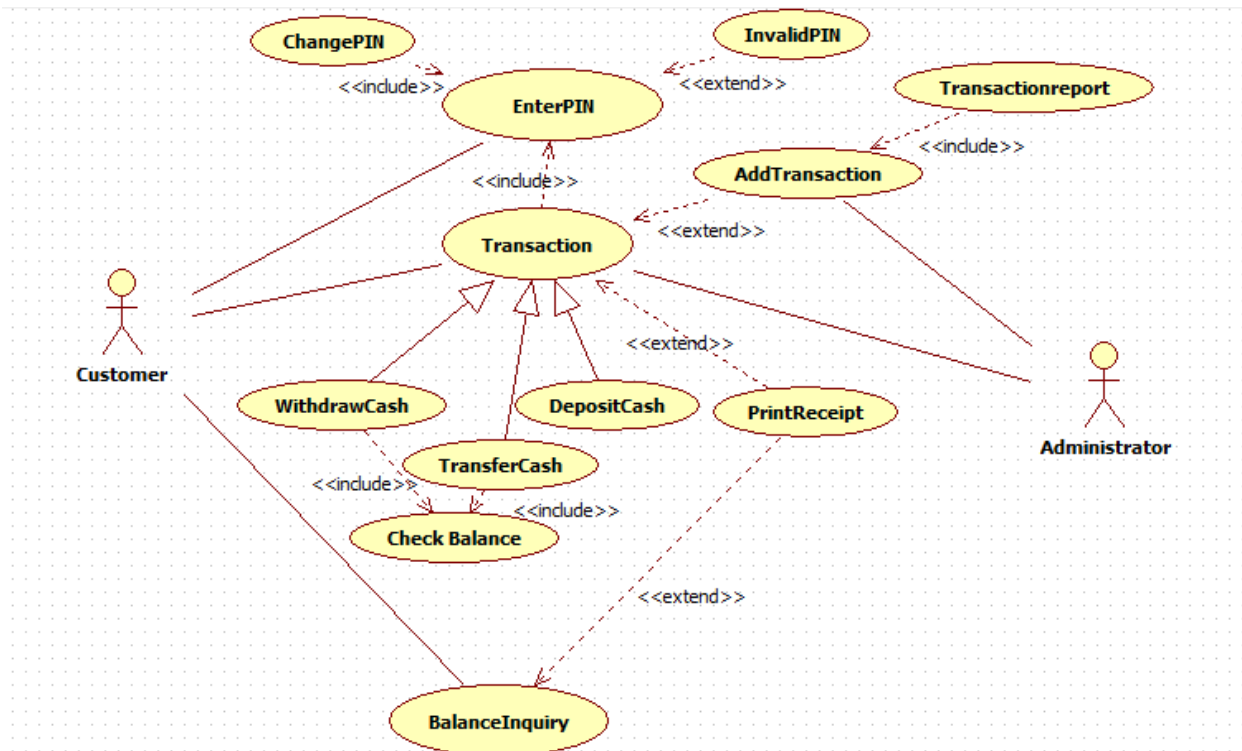 ChangePIN
InvalidPIN
<<include>>
<<extend>>
EnterPIN
Transactionreport
<<include>>
AddTransaction
<<include>>
<<extend>>
Transaction
<<extend>>
Customer
WithdrawCash
DepositCash
PrintReceipt
Administrator
TransferCash
<<include>>
<<include>>
Check Balance
<<extend>>
BalanceInquiry